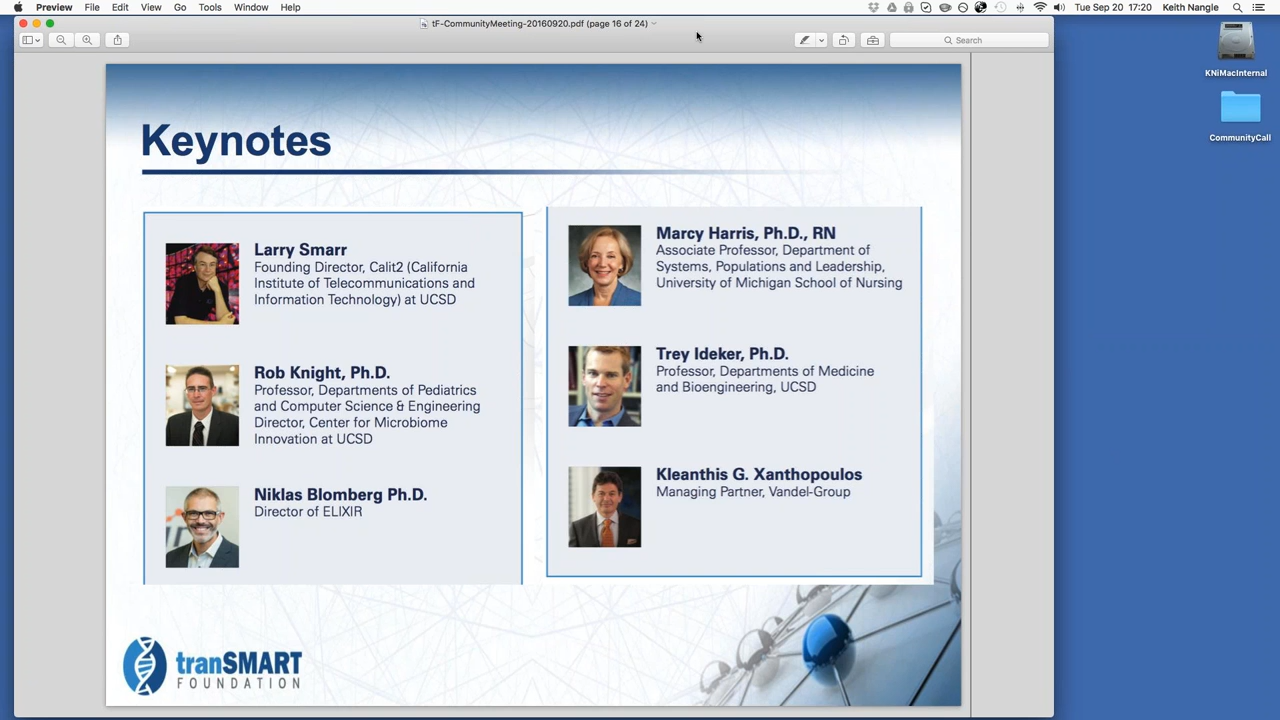 Preview File Edit View Go Tools Window Help
Tue Sep 20 17:20 Keith Nangle
tF-CommunityMeeting-20160920.pdf (page 16 of 24)
Search
KNiMacInternal
CommunityCall
Keynotes
Larry Smarr
Founding Director, Calit2 (California
Institute of Telecommunications and
Information Technology) at UCSD
Rob Knight, Ph.D.
Professor, Departments of Pediatrics
and Computer Science & Engineering
Director, Center for Microbiome
Innovation at UCSD
Niklas Blomberg Ph.D.
Director of ELIXIR
Marcy Harris, Ph.D., RN
Associate Professor, Department of
Systems, Populations and Leadership,
University of Michigan School of Nursing
Trey Ideker, Ph.D.
Professor, Departments of Medicine
and Bioengineering, UCSD
Kleanthis G. Xanthopoulos
Managing Partner, Vandel-Group
tranSMART
FOUNDATION